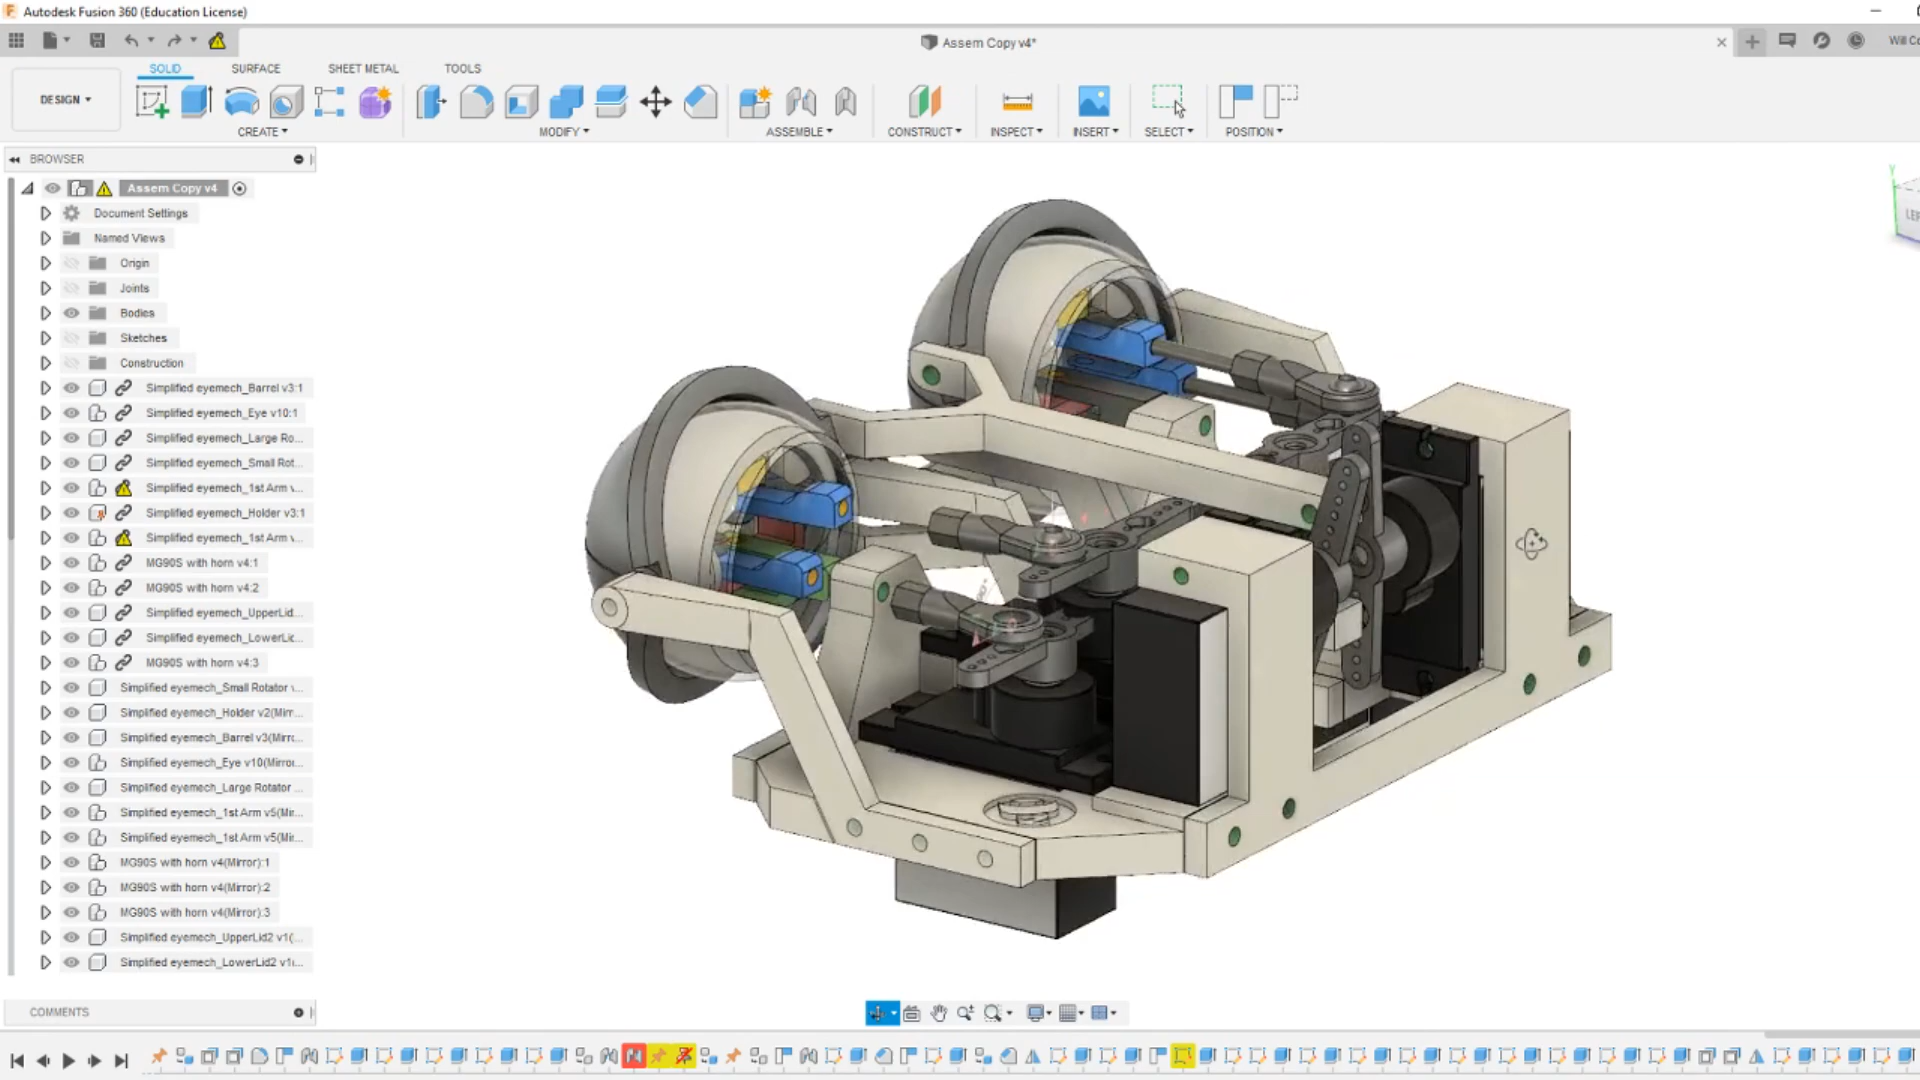 Autodesk Fusion 360 (Education License)
Assem Copy v4*
Will Co
SOLID
SURFACE
SHEET METAL
TOOLS
DESIGN
CREATE
MODIFY
ASSEMBLE
CONSTRUCT
INSPECT
INSERT
SELECT
POSITION
BROWSER
Assem Copy v4
Document Settings
Named Views
Origin
Joints
Bodies
Sketches
Construction
Simplified eyemech_Barrel v3:1
Simplified eyemech_Eye v10:1
Simplified eyemech_Large Ro...
Simplified eyemech_Small Rot...
Simplified eyemech_1st Arm v...
Simplified eyemech_Holder v3:1
Simplified eyemech_1st Arm v...
MG90S with horn v4:1
MG90S with horn v4:2
Simplified eyemech_UpperLid...
Simplified eyemech_LowerLic...
MG90S with horn v4:3
Simplified eyemech_Small Rotator v...
Simplified eyemech_Holder v2(Mirr...
Simplified eyemech_Barrel v3(Mirrc...
Simplified eyemech_Eye v10(Mirror...
Simplified eyemech_Large Rotator ...
Simplified eyemech_1st Arm v5(Mir...
Simplified eyemech_1st Arm v5(Mir...
MG90S with horn v4(Mirror):1
MG90S with horn v4(Mirror):2
MG90S with horn v4(Mirror):3
Simplified eyemech_UpperLid2 v1(...
Simplified eyemech_LowerLid2 v1(...
Y
LEF
COMMENTS